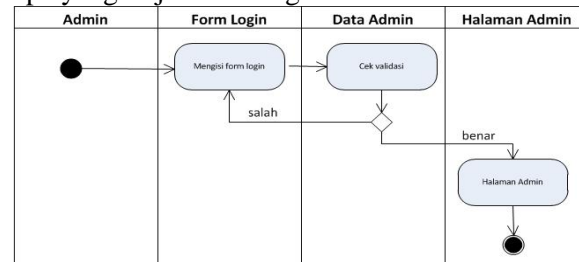 Admin Form Login Data Admin Halaman Admin
Mengisi form login Cek validasi
salah
benar
Halaman Admin